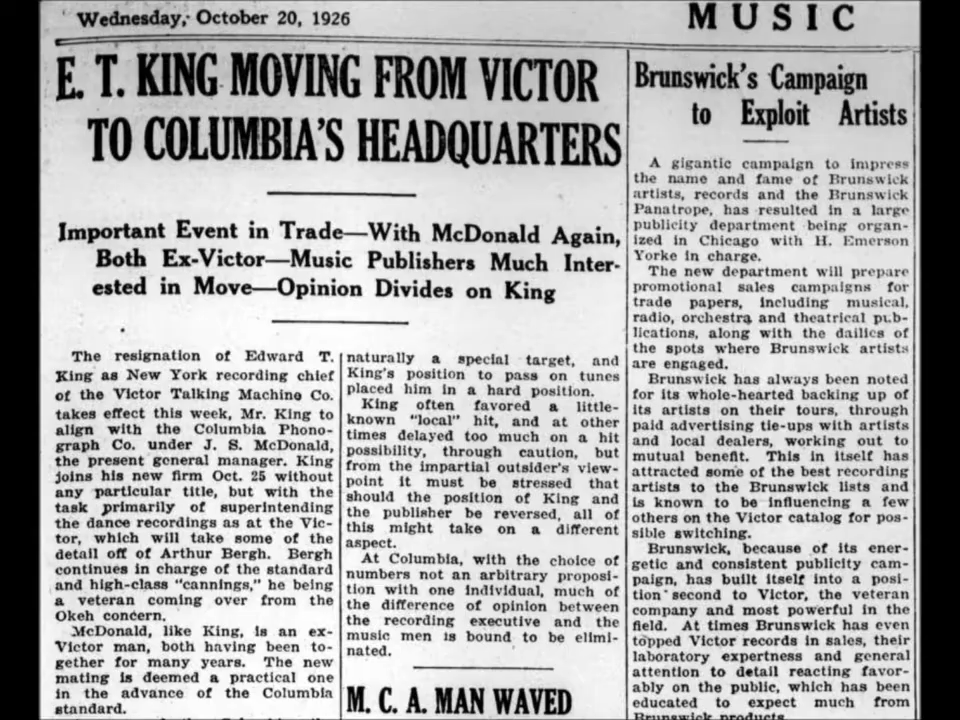 Wednesday, October 20, 1926
MUSIC
E. T. KING MOVING FROM VICTOR
TO COLUMBIA'S HEADQUARTERS
Important Event in Trade—With McDonald Again,
Both Ex-Victor—Music Publishers Much Inter-
ested in Move—Opinion Divides on King
The resignation of Edward T.
King as New York recording chief
of the Victor Talking Machine Co.
takes effect this week, Mr. King to
align with the Columbia Phono-
graph Co. under J. S. McDonald,
the present general manager. King
joins his new firm Oct. 25 without
any particular title, but with the
task primarily of superintending
the dance recordings as at the Vic-
tor, which will take some of the
detail off of Arthur Bergh. Bergh
continues in charge of the standard
and high-class "cannings," he being
a veteran coming over from the
Okeh concern.
McDonald, like King, is an ex-
Victor man, both having been to-
gether for many years. The new
mating is deemed a practical one
in the advance of the Columbia
standard.
naturally a special target, and
King's position to pass on tunes
placed him in a hard position.
King often favored a little-
known "local" hit, and at other
times delayed too much on a hit
possibility, through caution, but
from the impartial outsider's view-
point it must be stressed that
should the position of King and
the publisher be reversed, all of
this might take on a different
aspect.
At Columbia, with the choice of
numbers not an arbitrary proposi-
tion with one individual, much of
the difference of opinion between
the recording executive and the
music men is bound to be elimi-
nated.
M. C. A. MAN WAVED
Brunswick's Campaign
to Exploit Artists
A gigantic campaign to impress
the name and fame of Brunswick
artists, records and the Brunswick
Panatrope, has resulted in a large
publicity department being organ-
ized in Chicago with H. Emerson
Yorke in charge.
The new department will prepare
promotional sales campaigns for
trade papers, including musical,
radio, orchestra and theatrical pub-
lications, along with the dailies of
the spots where Brunswick artists
are engaged.
Brunswick has always been noted
for its whole-hearted backing up of
its artists on their tours, through
paid advertising tie-ups with artists
and local dealers, working out to
mutual benefit. This in itself has
attracted some of the best recording
artists to the Brunswick lists and
is known to be influencing a few
others on the Victor catalog for pos-
sible switching.
Brunswick, because of its ener-
getic and consistent publicity cam-
paign, has built itself into a posi-
tion second to Victor, the veteran
company and most powerful in the
field. At times Brunswick has even
topped Victor records in sales, their
laboratory expertness and general
attention to detail reacting favor-
ably on the public, which has been
educated to expect much from
Brunswick products.